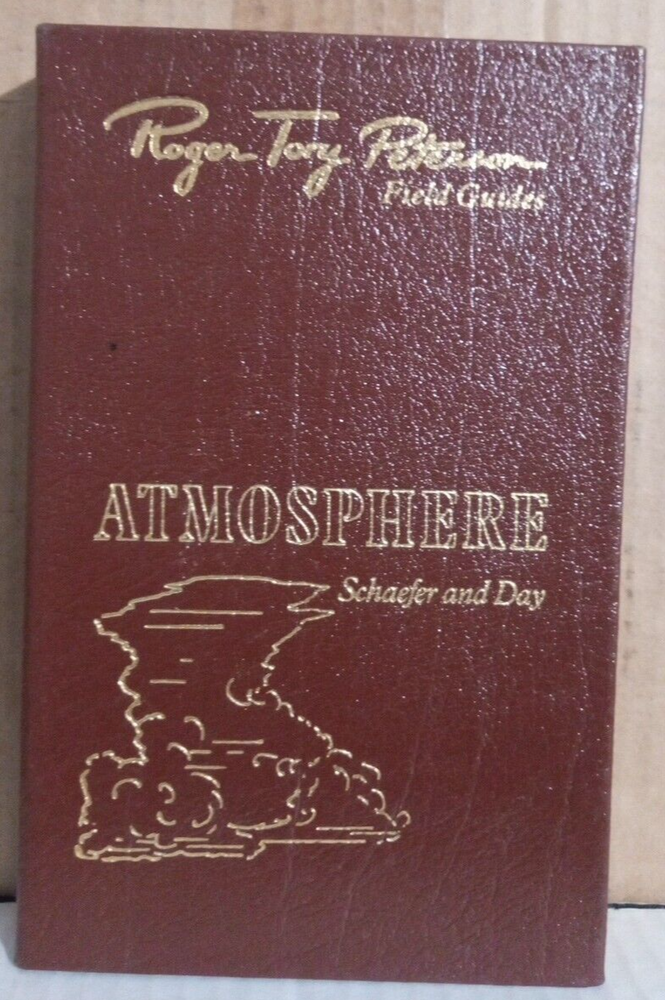 Roger Tory Peterson
Field Guides
ATMOSPHERE
Schaefer and Day